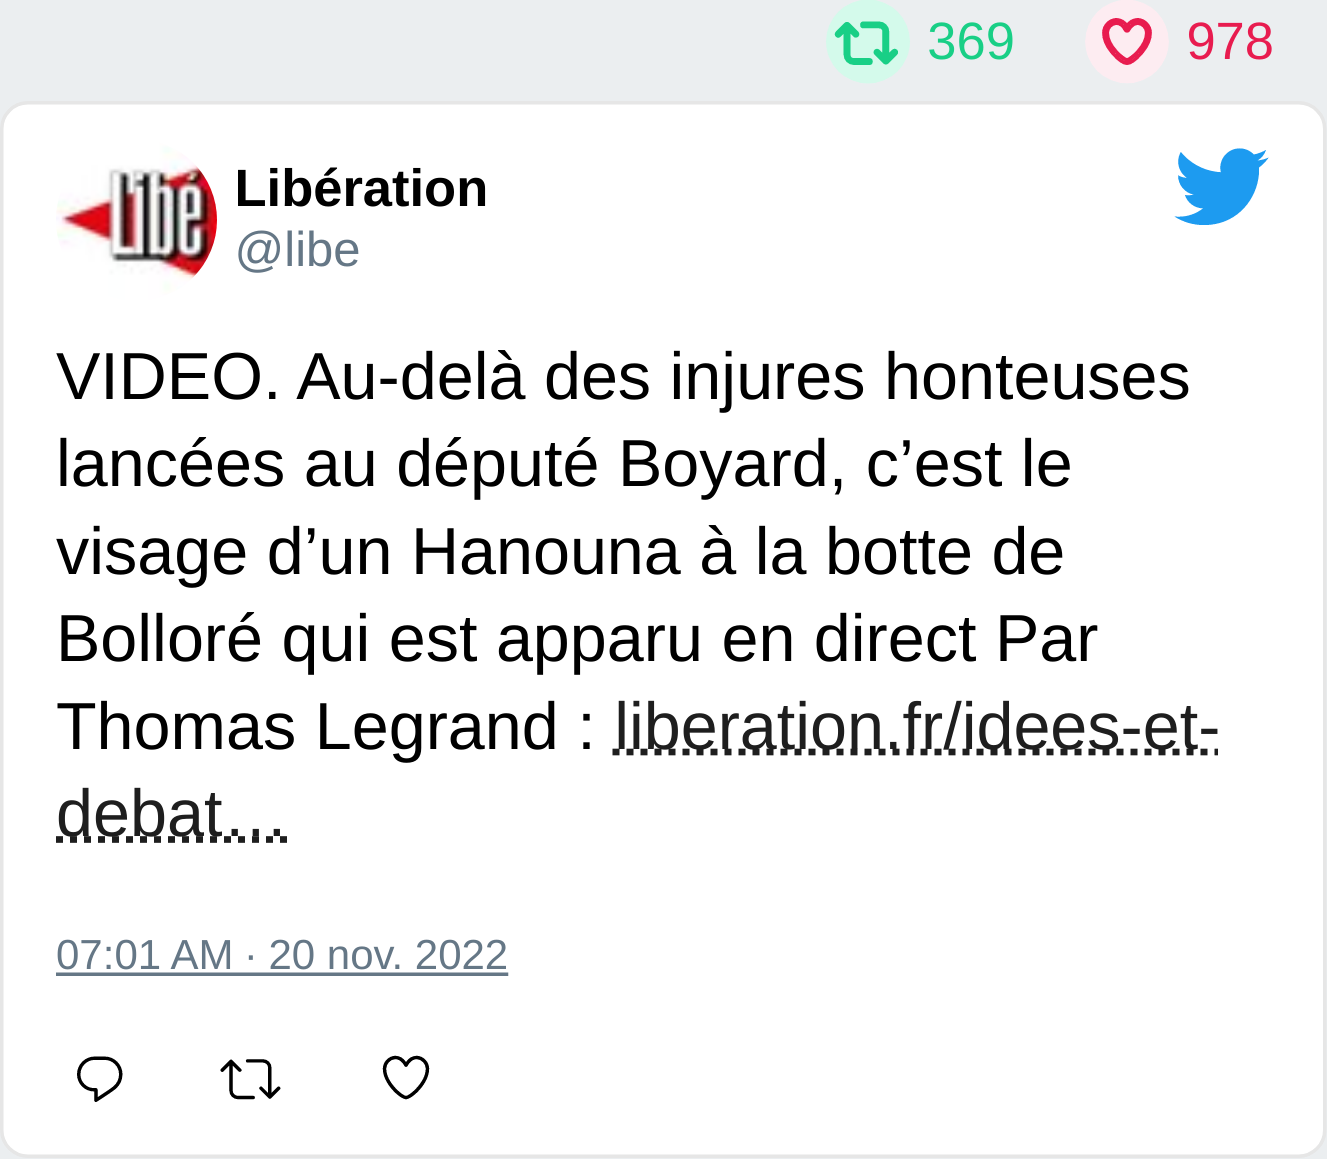 369 978
Libé
Libération
@libe
VIDEO. Au-delà des injures honteuses
lancées au député Boyard, c’est le
visage d’un Hanouna à la botte de
Bolloré qui est apparu en direct Par
Thomas Legrand : liberation.fr/idees-et-
debat…
07:01 AM · 20 nov. 2022